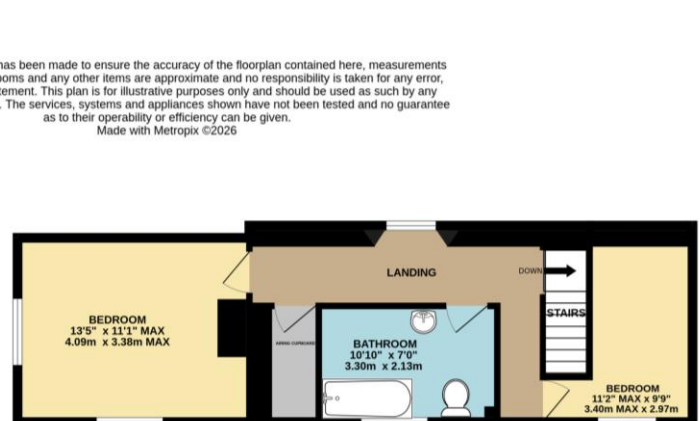 has been made to ensure the accuracy of the floorplan contained here, measurements
ooms and any other items are approximate and no responsibility is taken for any error,
tement. This plan is for illustrative purposes only and should be used as such by any
. The services, systems and appliances shown have not been tested and no guarantee
as to their operability or efficiency can be given.
Made with Metropix ©2026
LANDING
DOWN
STAIRS
BEDROOM
13'5" x 11'1" MAX
4.09m x 3.38m MAX
AIRING CUPBOARD
BATHROOM
10'10" x 7'0"
3.30m x 2.13m
BEDROOM
11'2" MAX x 9'9"
3.40m MAX x 2.97m